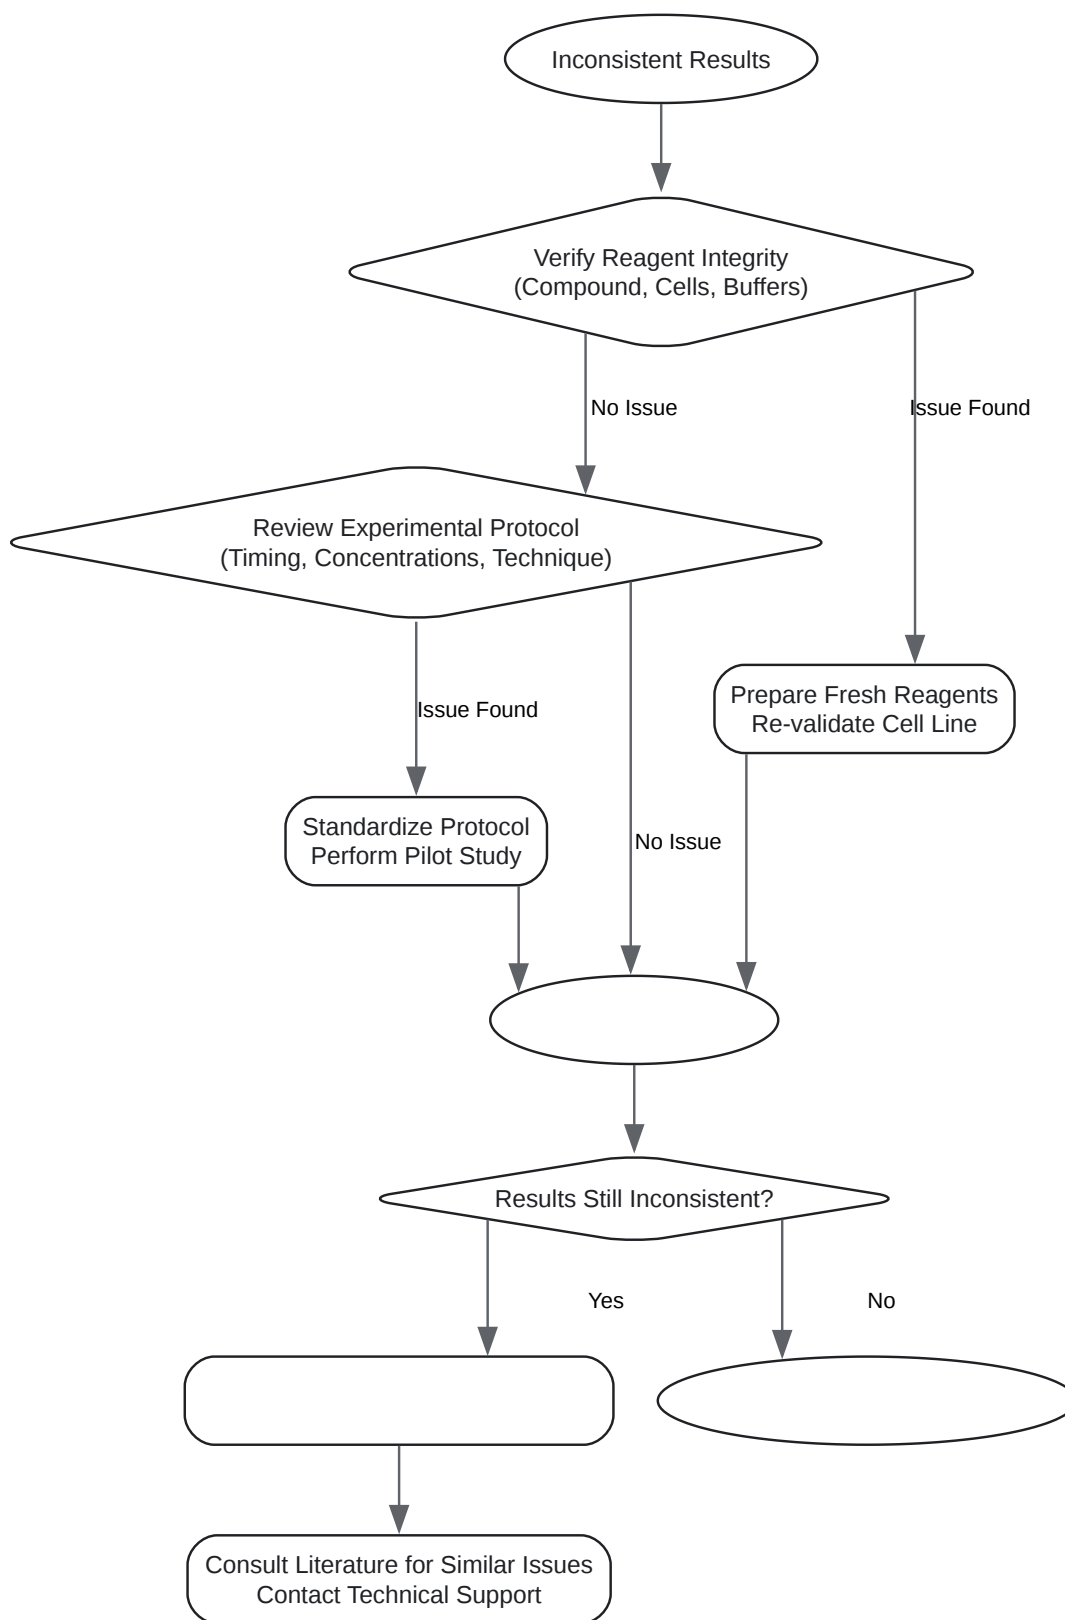 Inconsistent Results
Verify Reagent Integrity
(Compound, Cells, Buffers)
No Issue
Issue Found
Review Experimental Protocol
(Timing, Concentrations, Technique)
Prepare Fresh Reagents
Re-validate Cell Line
Issue Found
Standardize Protocol
Perform Pilot Study
No Issue
Results Still Inconsistent?
Yes
No
Consult Literature for Similar Issues
Contact Technical Support